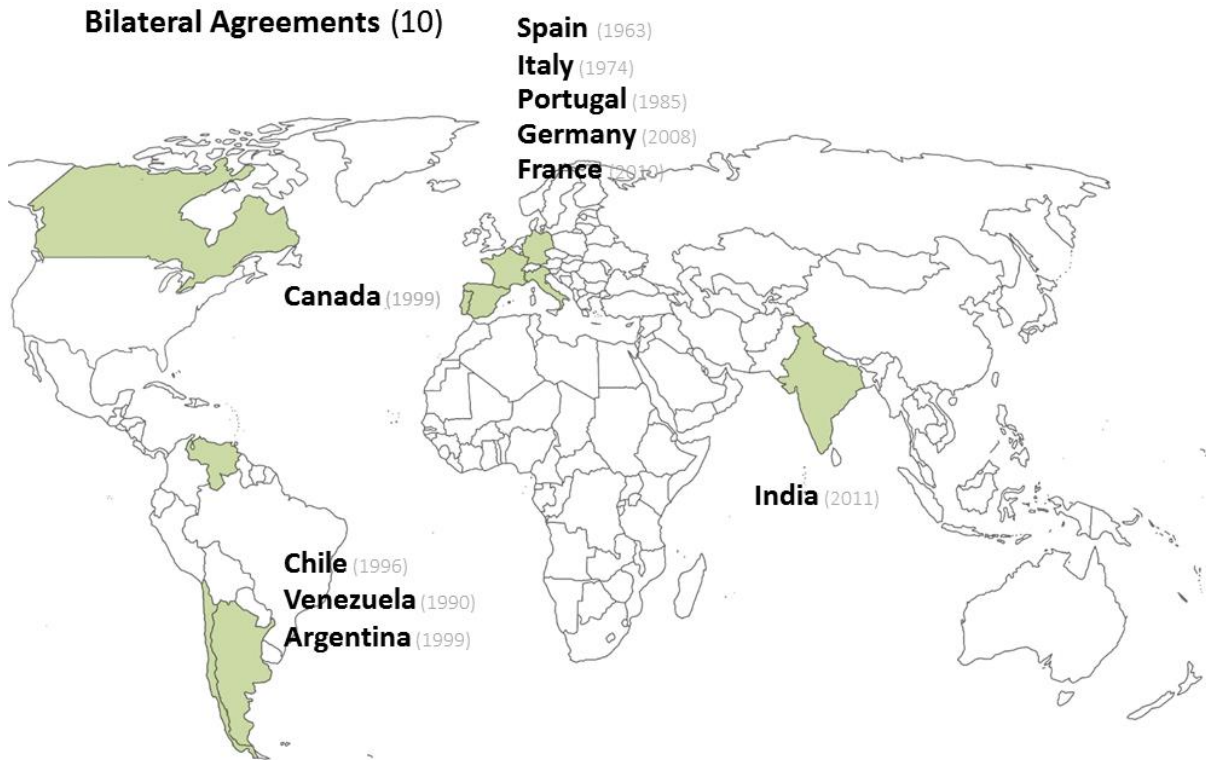 Bilateral Agreements (10)
Spain (1963)
Italy (1974)
Portugal (1985)
Germany (2008)
France (2010)
Canada (1999)
India (2011)
Chile (1996)
Venezuela (1990)
Argentina (1999)